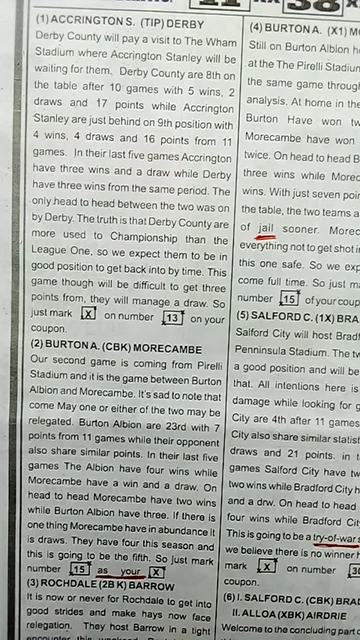 (1) ACCRINGTON S. (TIP) DERBY
Derby County will pay a visit to The Wham
Stadium where Accrington Stanley will be
waiting for them. Derby County are 8th on
the table after 10 games with 5 wins, 2
draws and 17 points while Accrington
Stanley are just behind on 9th position with
4 wins, 4 draws and 16 points from 11
games. In their last five games Accrington
have three wins and a draw while Derby
have three wins from the same period. The
only head to head between the two was on
by Derby. The truth is that Derby County are
more used to Championship than the
League One, so we expect them to be in
good position to get back into by time. This
game though will be difficult to get three
points from, they will manage a draw. So
just mark X on number 13 on your
coupon.
(2) BURTON A. (CBK) MORECAMBE
Our second game is coming from Pirelli
Stadium and it is the game between Burton
Albion and Morecambe. It's sad to note that
come May one or either of the two may be
relegated. Burton Albion are 23rd with 7
points from 11 games while their opponent
also share similar points. In their last five
games The Albion have four wins while
Morecambe have a win and a draw. On
head to head Morecambe have two wins
while Burton Albion have three. If there is
one thing Morecambe have in abundance it
is draws. They have four this season and
this is going to be the fifth. So just mark
number 15 as your X
(3) ROCHDALE (2B K) BARROW
It is now or never for Rochdale to get into
good strides and make hays now face
relegation. They host Barrow in a tight
(4) BURTON A. (X1)
Still on Burton Albion
at the The Pirelli Stadium
the same game through
analysis. At home in the
Burton Have won
Morecambe have won
twice. On head to head
three wins while
wins. With just seven
the table, the two teams
of jail sooner.
everything not to get shot
this one safe. So we
come full time. So just
number 15 of your
(5) SALFORD C. (1X)
Salford City will host
Penninsula Stadium. The
a good position and will be
that. All intentions here is
damage while looking for
City are 4th after 11 games
City also share similar
draws and 21 points. in
games Salford City have
two wins while Bradford
and a drw. On head to head
four wins while Bradford
This is going to be a try-of-war
we believe there is no winner
mark X on number
coupon.
(6) I. SALFORD C. (CBK)
II. ALLOA (XBK) AIRDRIE
Welcome to the concluding part